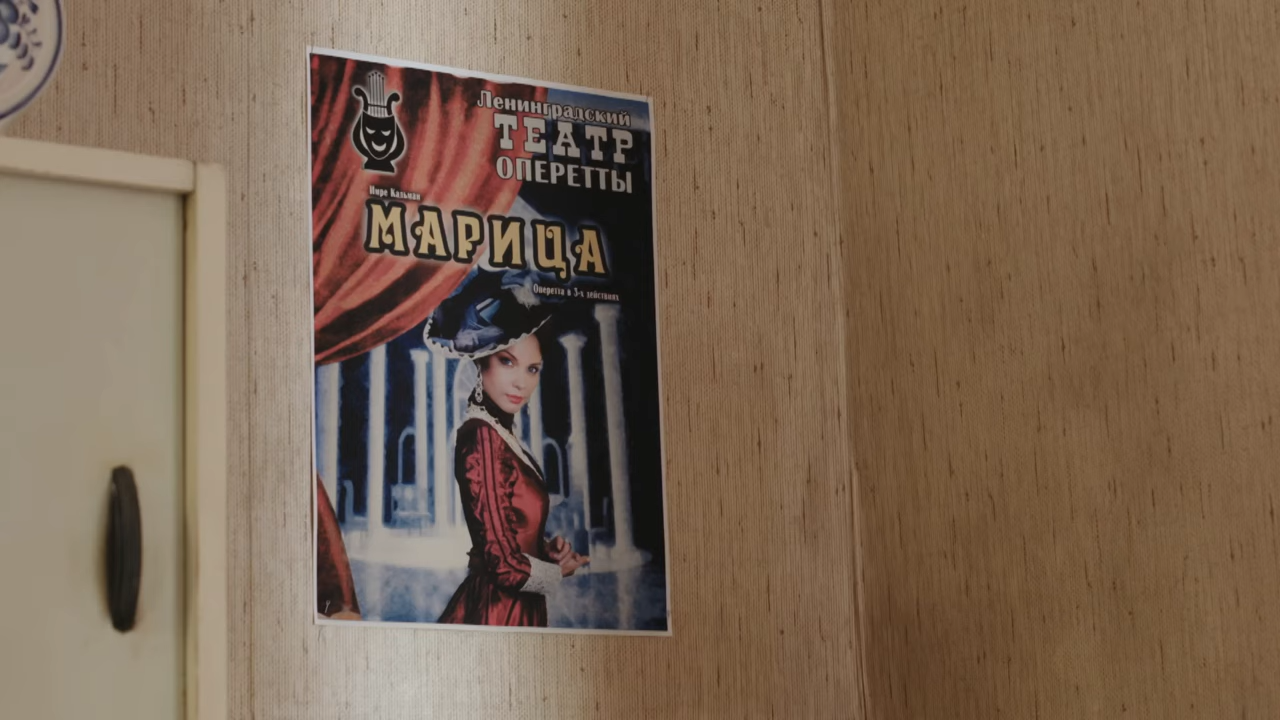 Ленинградский
ТЕАТР
ОПЕРЕТТЫ
Имре Кальман
МАРИЦА
Оперетта в 3-х действиях